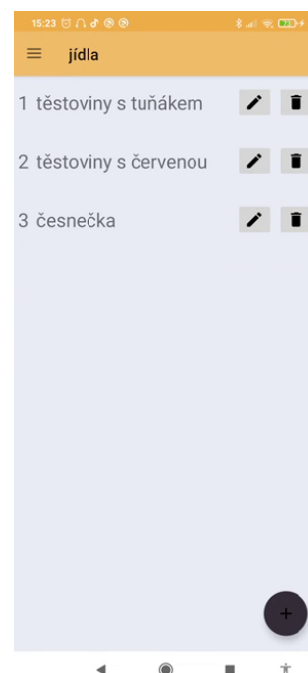 15:23
jídla
1 těstoviny s tuňákem
2 těstoviny s červenou
3 česnečka